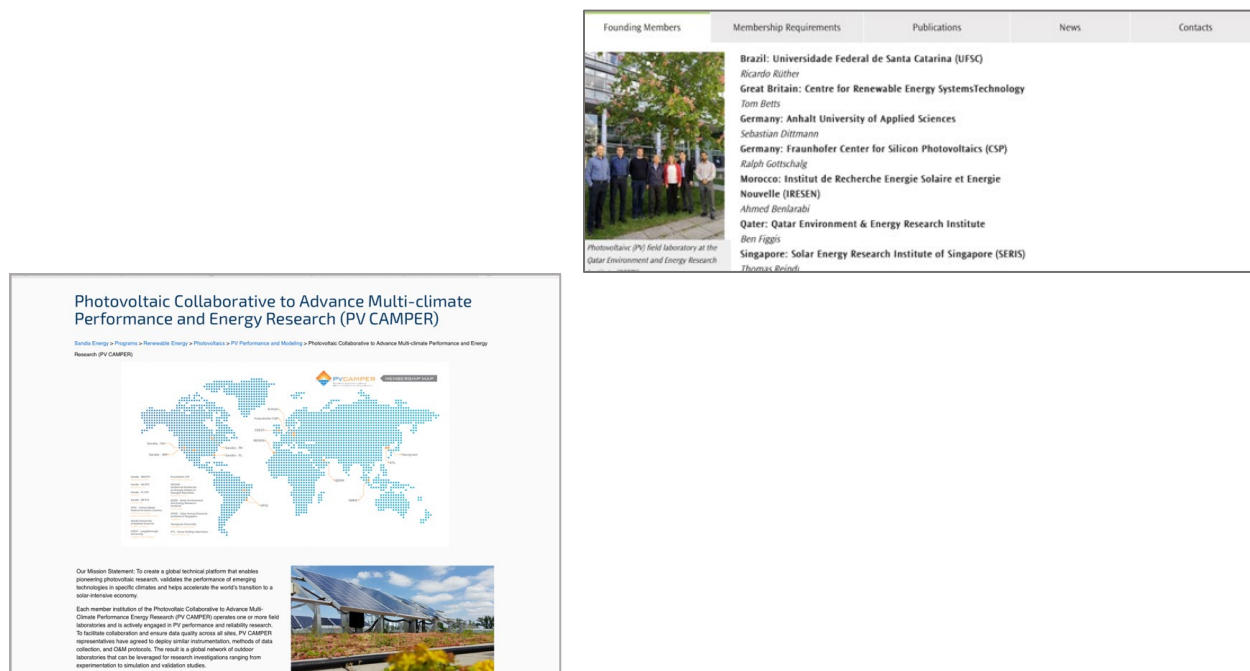 Founding Members
Membership Requirements
Publications
News
Contacts
Brazil: Universidade Federal de Santa Catarina (UFSC)
Ricardo Rüther
Great Britain: Centre for Renewable Energy SystemsTechnology
Tom Betts
Germany: Anhalt University of Applied Sciences
Sebastian Dittmann
Germany: Fraunhofer Center for Silicon Photovoltaics (CSP)
Ralph Gottschalg
Morocco: Institut de Recherche Energie Solaire et Energie
Nouvelle (IRESEN)
Ahmed Benlarabi
Qater: Qatar Environment & Energy Research Institute
Ben Figgis
Singapore: Solar Energy Research Institute of Singapore (SERIS)
Thomas Reindl
Photovoltaivc (PV) field laboratory at the
Qatar Environment and Energy Research
Photovoltaic Collaborative to Advance Multi-climate
Performance and Energy Research (PV CAMPER)
Sandia Energy > Programs > Renewable Energy > Photovoltaics > PV Performance and Modeling > Photovoltaic Collaborative to Advance Multi-climate Performance and Energy
Research (PV CAMPER)
PVCAMPER
MEMBERSHIP MAP
Our Mission Statement: To create a global technical platform that enables
pioneering photovoltaic research, validates the performance of emerging
technologies in specific climates and helps accelerate the world's transition to a
solar-intensive economy.
Each member institution of the Photovoltaic Collaborative to Advance Multi-
Climate Performance Energy Research (PV CAMPER) operates one or more field
laboratories and is actively engaged in PV performance and reliability research.
To facilitate collaboration and ensure data quality across all sites, PV CAMPER
representatives have agreed to deploy similar instrumentation, methods of data
collection, and O&M protocols. The result is a global network of outdoor
laboratories that can be leveraged for research investigations ranging from
experimentation to simulation and validation studies.